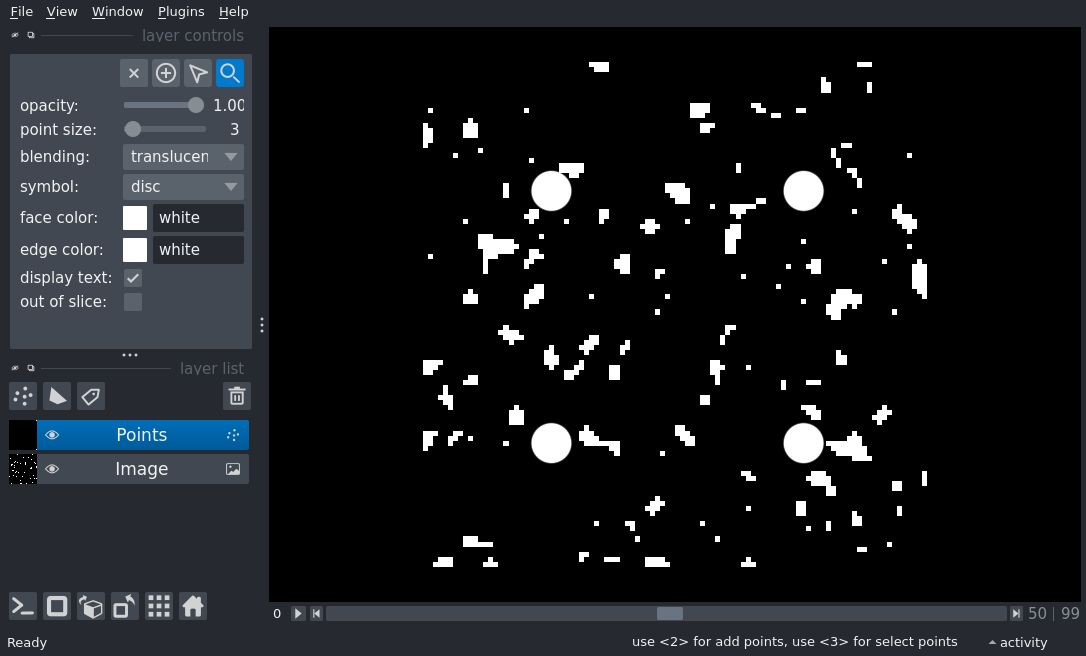 File View Window Plugins Help
layer controls
opacity: 1.00
point size: 3
blending: translucen
symbol: disc
face color: white
edge color: white
display text:
out of slice:
layer list
Points
Image
0 50 | 99
Ready use <2> for add points, use <3> for select points activity